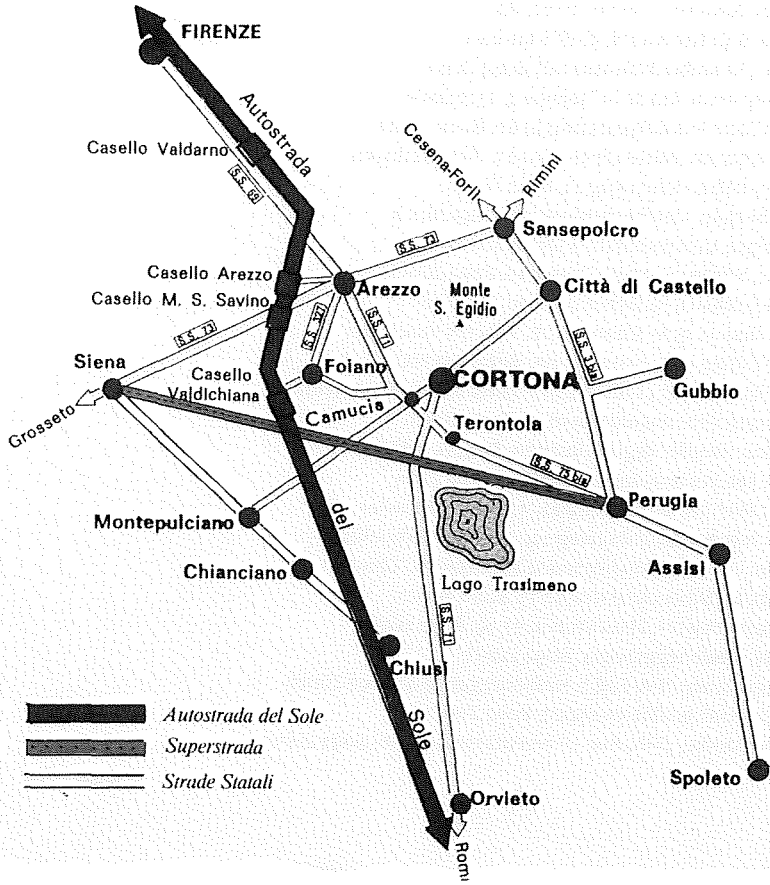 FIRENZE
Autostrada
Casello Valdarno
S.S. 69
Cesena-Forlì
Rimini
Sansepolcro
S.S. 73
Casello Arezzo
Arezzo
Monte
S. Egidio
Città di Castello
Casello M. S. Savino
S.S. 73
S.S. 327
S.S. 71
S.S. 3 bis
Siena
Foiano
CORTONA
Gubbio
Casello
Valdichiana
Grosseto
Camucia
Terontola
S.S. 75 bis
Perugia
Montepulciano
del
Assisi
Chianciano
Lago Trasimeno
S.S. 71
Chiusi
Sole
Autostrada del Sole
Superstrada
Strade Statali
Spoleto
Orvieto
Roma